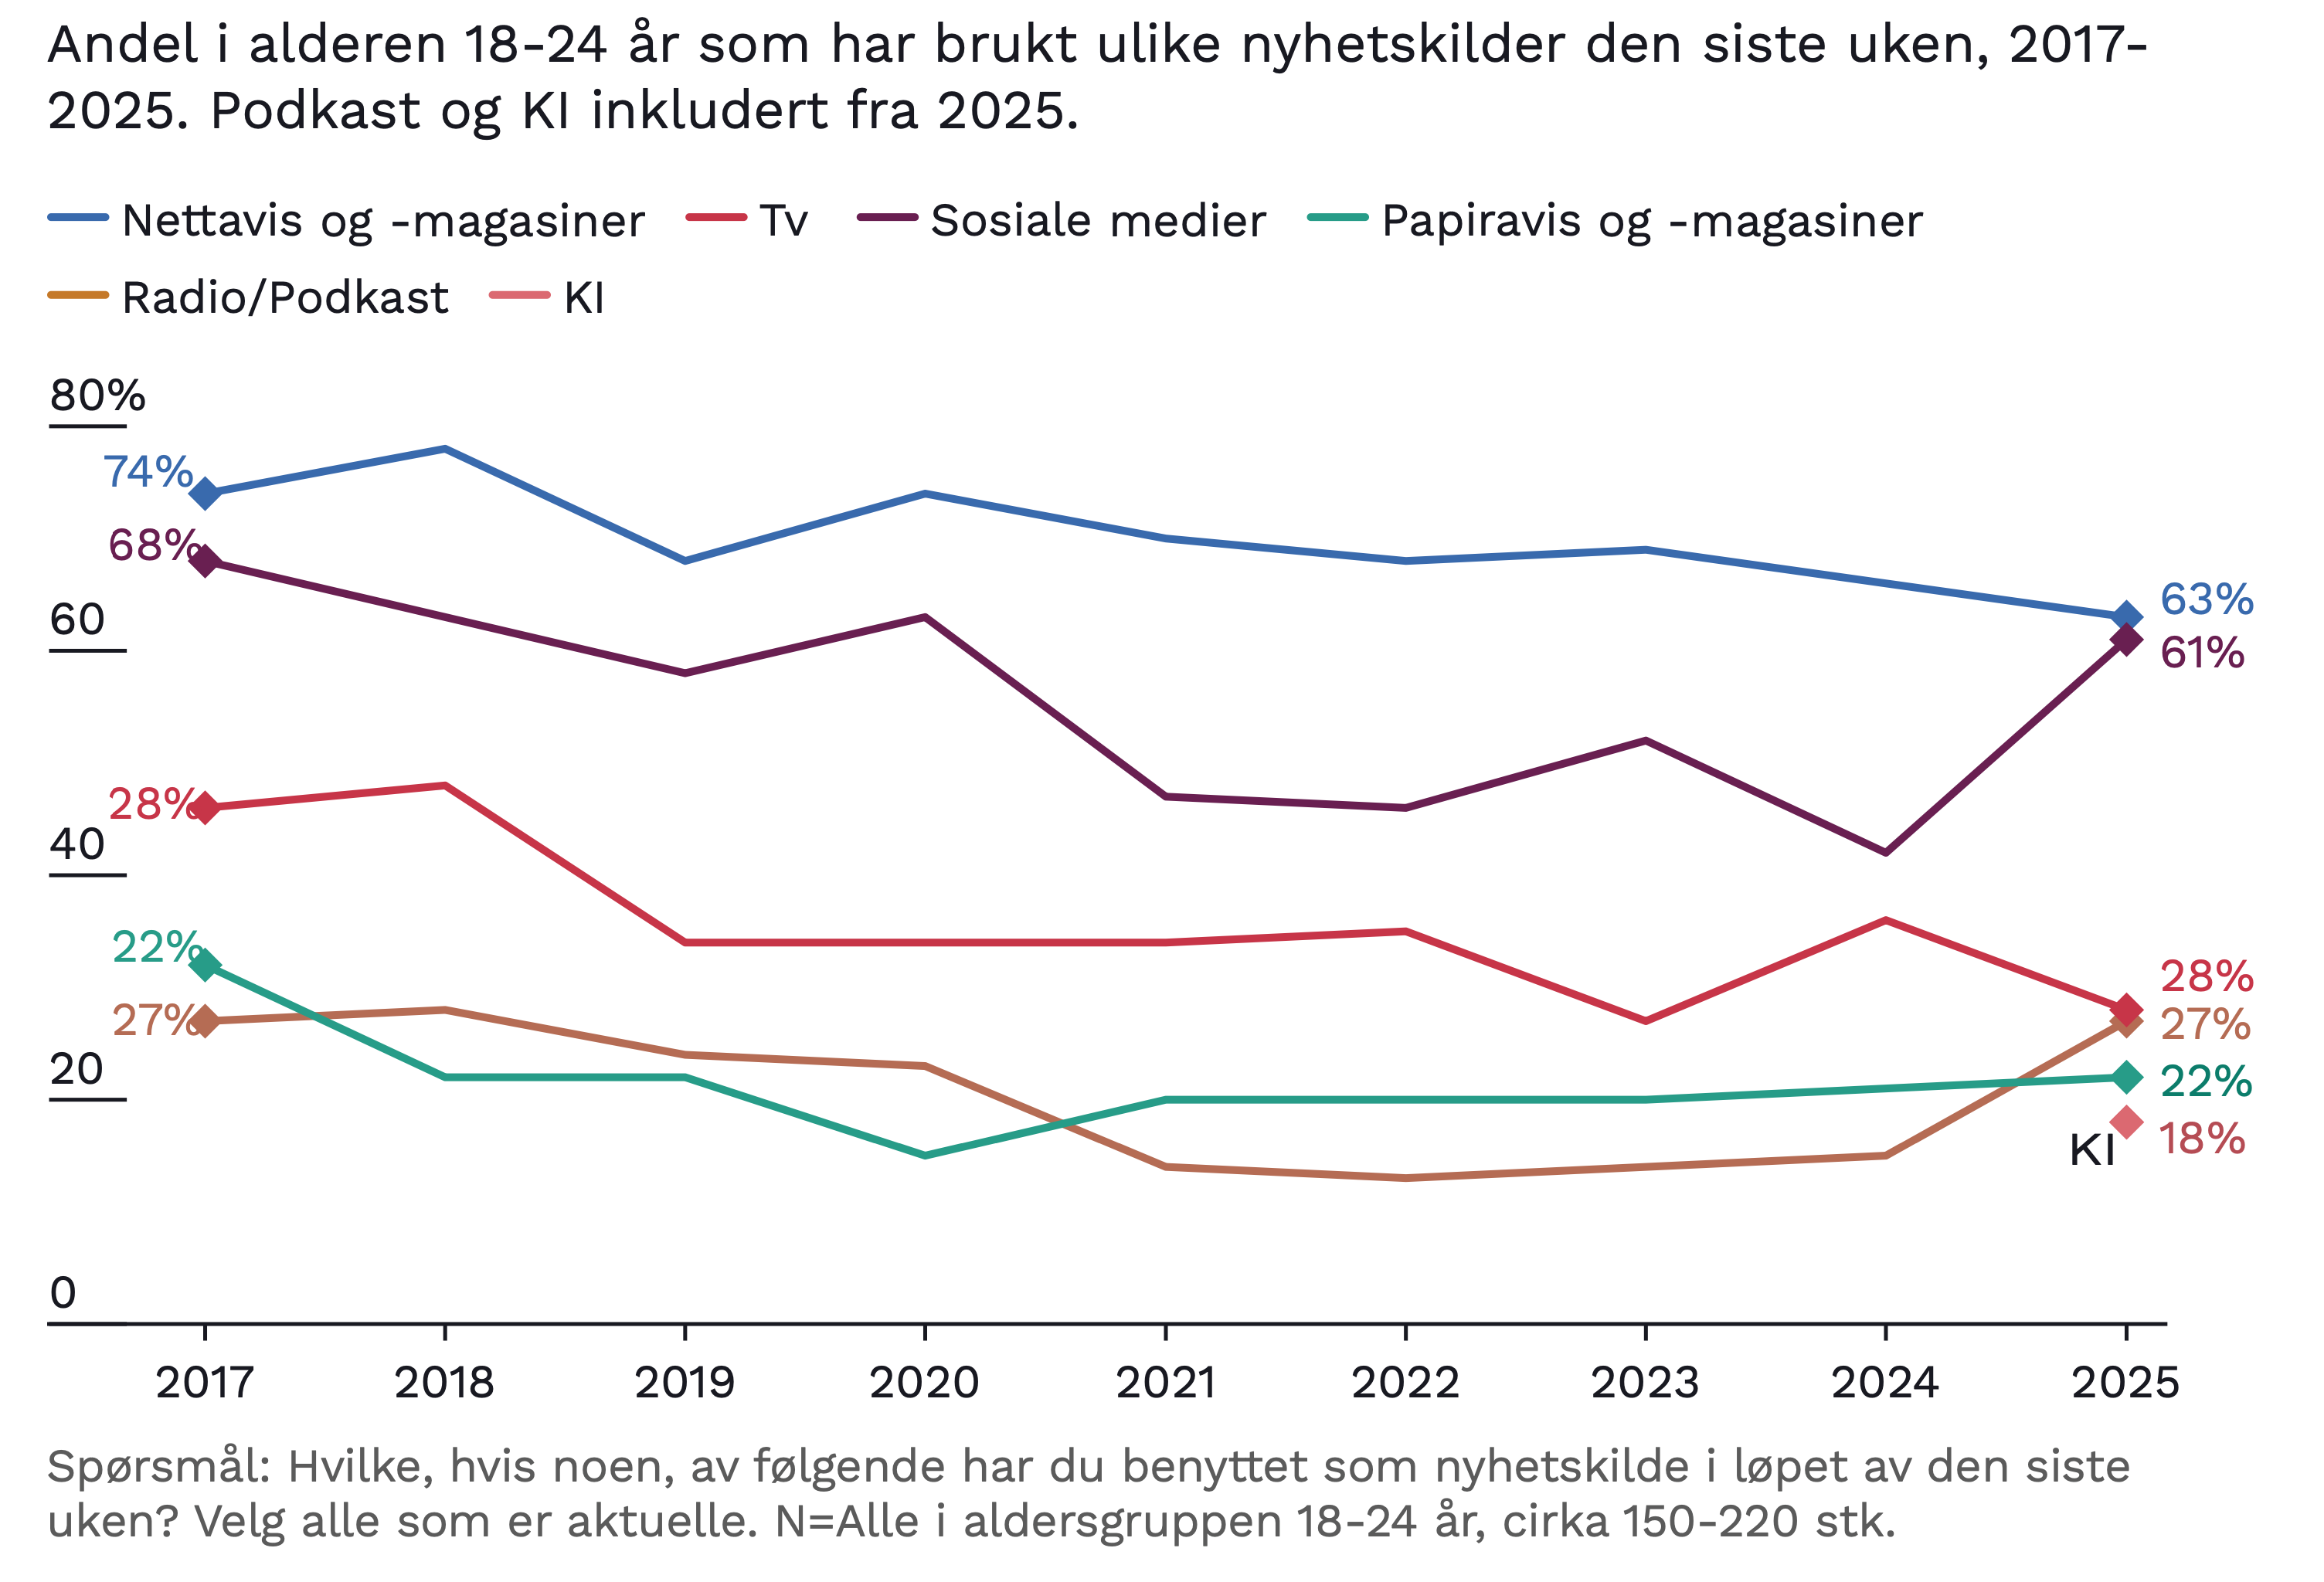 Andel i alderen 18-24 år som har brukt ulike nyhetskilder den siste uken, 2017-
2025. Podkast og KI inkludert fra 2025.
Nettavis og -magasiner Tv Sosiale medier Papiravis og -magasiner
Radio/Podkast KI
80%
74%
68%
60
63%
61%
28%
40
22%
28%
27%
27%
20
22%
18%
KI
0
2017 2018 2019 2020 2021 2022 2023 2024 2025
Spørsmål: Hvilke, hvis noen, av følgende har du benyttet som nyhetskilde i løpet av den siste
uken? Velg alle som er aktuelle. N=Alle i aldersgruppen 18-24 år, cirka 150-220 stk.